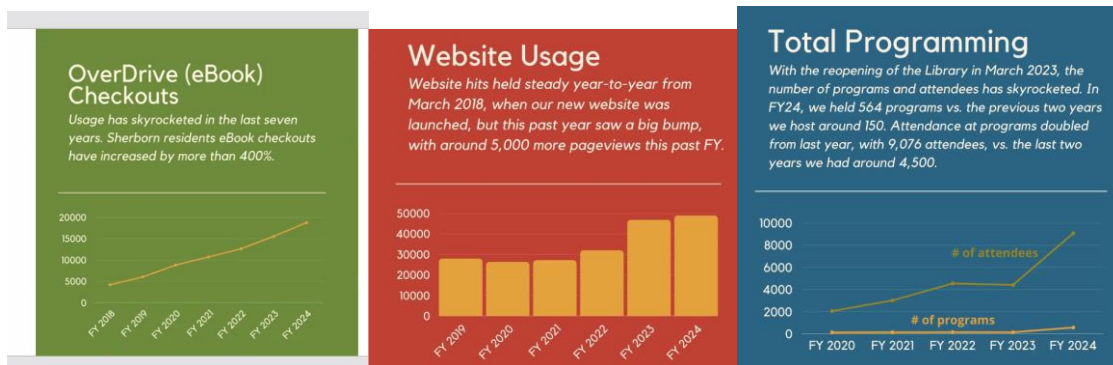 OverDrive (eBook)
Checkouts
Usage has skyrocketed in the last seven
years. Sherborn residents eBook checkouts
have increased by more than 400%.
20000
15000
10000
5000
0
FY 2018
FY 2019
FY 2020
FY 2021
FY 2022
FY 2023
FY 2024
Website Usage
Website hits held steady year-to-year from
March 2018, when our new website was
launched, but this past year saw a big bump,
with around 5,000 more pageviews this past FY.
50000
40000
30000
20000
10000
0
FY 2019
FY 2020
FY 2021
FY 2022
FY 2023
FY 2024
Total Programming
With the reopening of the Library in March 2023, the
number of programs and attendees has skyrocketed. In
FY24, we held 564 programs vs. the previous two years
we host around 150. Attendance at programs doubled
from last year, with 9,076 attendees, vs. the last two
years we had around 4,500.
10000
8000
6000
4000
2000
0
# of attendees
# of programs
FY 2020 FY 2021 FY 2022 FY 2023 FY 2024